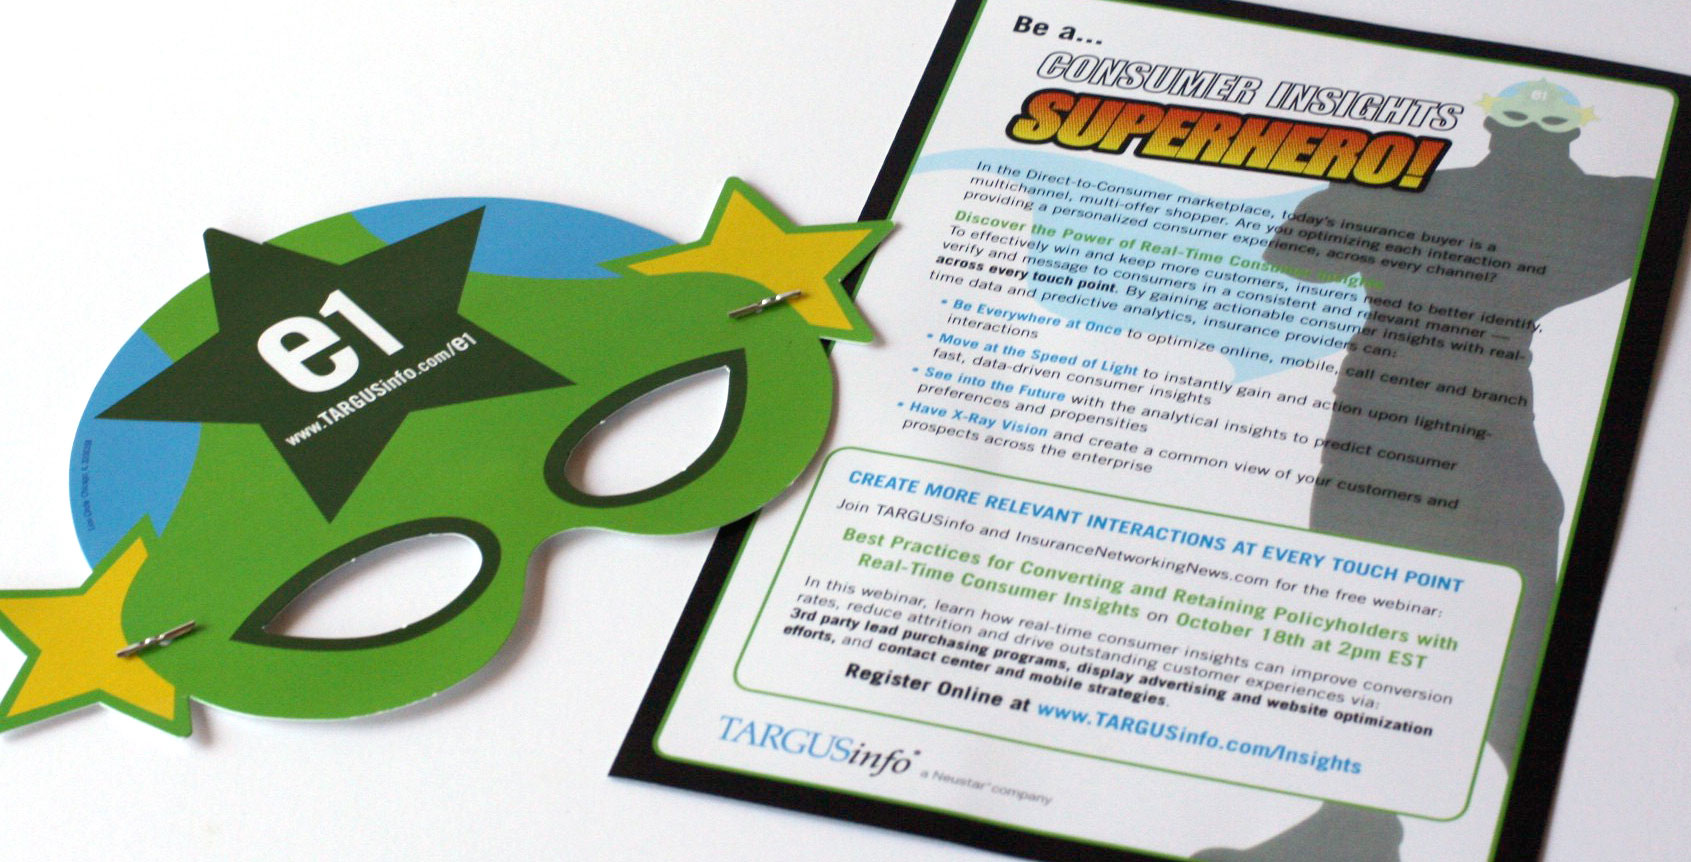 e1
www.TARGUSinfo.com/e1
Be a...
CONSUMER INSIGHTS
SUPERHERO!
e1
In the Direct-to-Consumer marketplace, today's insurance buyer is a
multichannel, multi-offer shopper. Are you optimizing each interaction and
providing a personalized consumer experience, across every channel?
Discover the Power of Real-Time Consumer Insights
To effectively win and keep more customers, insurers need to better identify,
verify and message to consumers in a consistent and relevant manner —
across every touch point. By gaining actionable consumer insights with real-
time data and predictive analytics, insurance providers can:
• Be Everywhere at Once to optimize online, mobile, call center and branch
interactions
• Move at the Speed of Light to instantly gain and action upon lightning-
fast, data-driven consumer insights
• See into the Future with the analytical insights to predict consumer
preferences and propensities
• Have X-Ray Vision and create a common view of your customers and
prospects across the enterprise
CREATE MORE RELEVANT INTERACTIONS AT EVERY TOUCH POINT
Join TARGUSinfo and InsuranceNetworkingNews.com for the free webinar:
Best Practices for Converting and Retaining Policyholders with
Real-Time Consumer Insights on October 18th at 2pm EST
In this webinar, learn how real-time consumer insights can improve conversion
rates, reduce attrition and drive outstanding customer experiences via:
3rd party lead purchasing programs, display advertising and website optimization
efforts, and contact center and mobile strategies.
Register Online at www.TARGUSinfo.com/Insights
TARGUSinfo®
a Neustar™ company